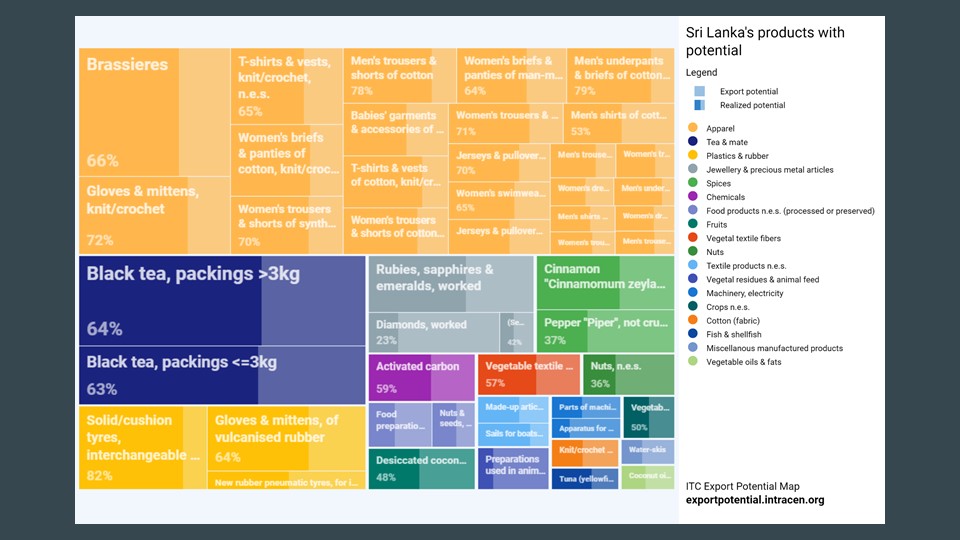 Brassieres
66%
Gloves & mittens,
knit/crochet
72%
T-shirts & vests,
knit/crochet,
n.e.s.
65%
Women's briefs
& panties of
cotton, knit/croc...
Women's trousers
& shorts of synth...
70%
Men's trousers &
shorts of cotton
78%
Babies' garments
& accessories of ...
T-shirts & vests
of cotton, knit/cr...
Women's trousers
& shorts of cotton...
Women's briefs &
panties of man-m...
64%
Men's underpants
& briefs of cotton...
79%
Women's trousers & ...
71%
Men's shirts of cott...
53%
Jerseys & pullover...
70%
Women's swimwea...
65%
Jerseys & pullover...
Men's trouse...
Women's tr...
Women's dre...
Men's under...
Men's shirts ...
Women's dr...
Women's trou...
Men's trouse...
Black tea, packings >3kg
64%
Black tea, packings <=3kg
63%
Solid/cushion
tyres,
interchangeable ...
82%
Gloves & mittens, of
vulcanised rubber
64%
New rubber pneumatic tyres, for i...
Rubies, sapphires &
emeralds, worked
Diamonds, worked
23%
42%
Cinnamon
"Cinnamomum zeyla...
Pepper "Piper", not cru...
37%
Activated carbon
59%
Vegetable textile ...
57%
Nuts, n.e.s.
36%
Food
preparatio...
Nuts &
seeds, ...
Desiccated cocon...
48%
Made-up artic...
Sails for boats...
Preparations
used in anim...
Parts of machi...
Apparatus for ...
Knit/crochet ...
Tuna (yellowfi...
Vegetab...
50%
Water-skis
Coconut oi...
Sri Lanka's products with
potential
Legend
Export potential
Realized potential
Apparel
Tea & mate
Plastics & rubber
Jewellery & precious metal articles
Spices
Chemicals
Food products n.e.s. (processed or preserved)
Fruits
Vegetal textile fibers
Nuts
Textile products n.e.s.
Vegetal residues & animal feed
Machinery, electricity
Crops n.e.s.
Cotton (fabric)
Fish & shellfish
Miscellaneous manufactured products
Vegetable oils & fats
ITC Export Potential Map
exportpotential.intracen.org